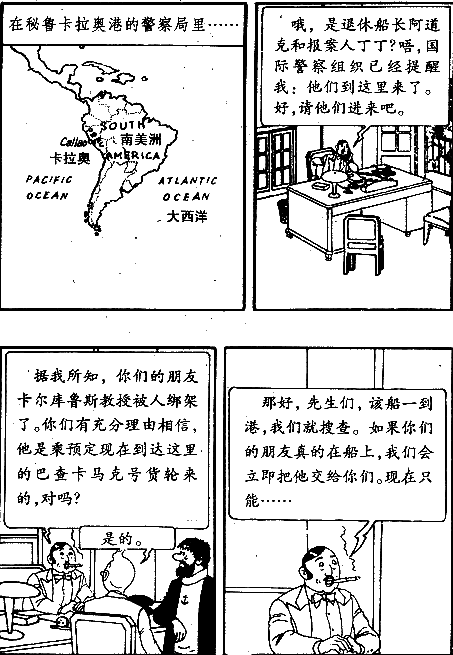 在秘鲁卡拉奥港的警察局里……
SOUTH
南美洲
AMERICA
Callao
卡拉奥
PACIFIC
OCEAN
ATLANTIC
OCEAN
大西洋
哦，是退休船长阿道
克和报案人丁丁？唔，国
际警察组织已经提醒
我：他们到这里来了。
好，请他们进来吧。
据我所知，你们的朋友
卡尔库鲁斯教授被人绑架
了。你们有充分理由相信，
他是乘预定现在到达这里
的巴查卡马克号货轮来
的，对吗？
是的。
那好，先生们，该船一到
港，我们就搜查。如果你们
的朋友真的在船上，我们会
立即把他交给你们。现在只
能……